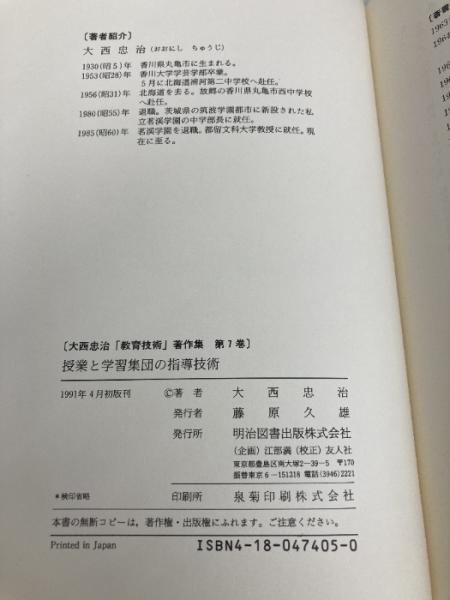 〔著者紹介〕
大西忠治（おおにし ちゅうじ）
1930(昭5)年 香川県丸亀市に生まれる。
1953(昭28)年 香川大学学芸学部卒業。
5月に北海道浦河第二中学校へ赴任。
1956(昭31)年 北海道を去る。故郷の香川県丸亀市西中学校
へ赴任。
1980(昭55)年 退職。茨城県の筑波学園都市に新設された私
立茗溪学園の中学部長に就任。
1985(昭60)年 茗溪学園を退職。都留文科大学教授に就任。現
在に至る。
〔大西忠治「教育技術」著作集 第7巻〕
授業と学習集団の指導技術
1991年4月初版刊 ©著者 大西忠治
発行者 藤原久雄
発行所 明治図書出版株式会社
(企画)江部満(校正)友人社
東京都豊島区南大塚2-39-5 〒170
振替東京6-151318 電話(3946)2221
*検印省略 印刷所 泉菊印刷株式会社
本書の無断コピーは，著作権・出版権にふれます。ご注意ください。
Printed in Japan ISBN4-18-047405-0
1963
1964